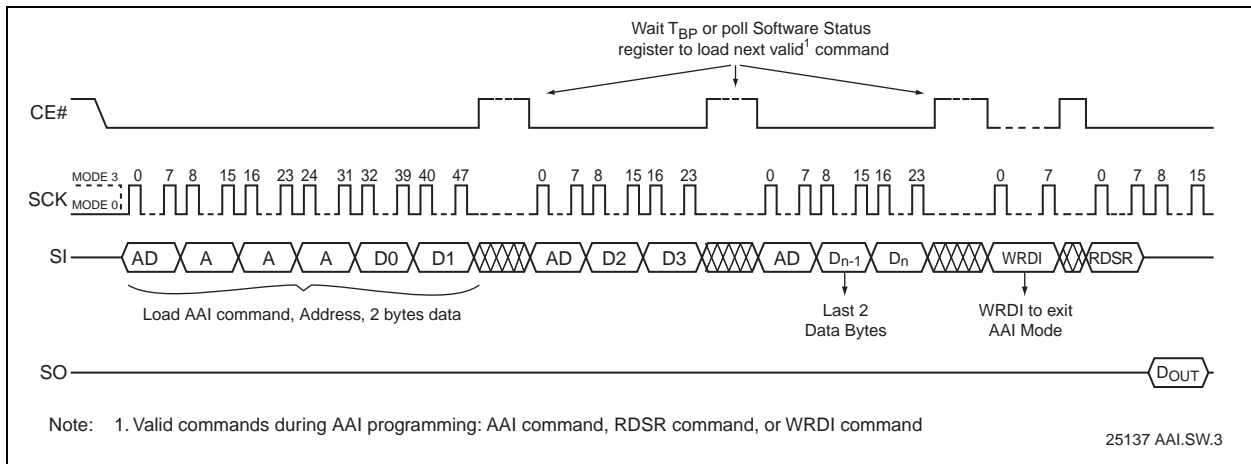 Wait TBP or poll Software Status
register to load next valid1 command
CE#
MODE 3
MODE 0
SCK
0 7 8 15 16 23 24 31 32 39 40 47 0 7 8 15 16 23 0 7 8 15 16 23 0 7 0 7 8 15
SI AD A A A D0 D1 AD D2 D3 AD Dn-1 Dn WRDI RDSR
Load AAI command, Address, 2 bytes data
Last 2
Data Bytes
WRDI to exit
AAI Mode
SO DOUT
Note: 1. Valid commands during AAI programming: AAI command, RDSR command, or WRDI command
25137 AAI.SW.3